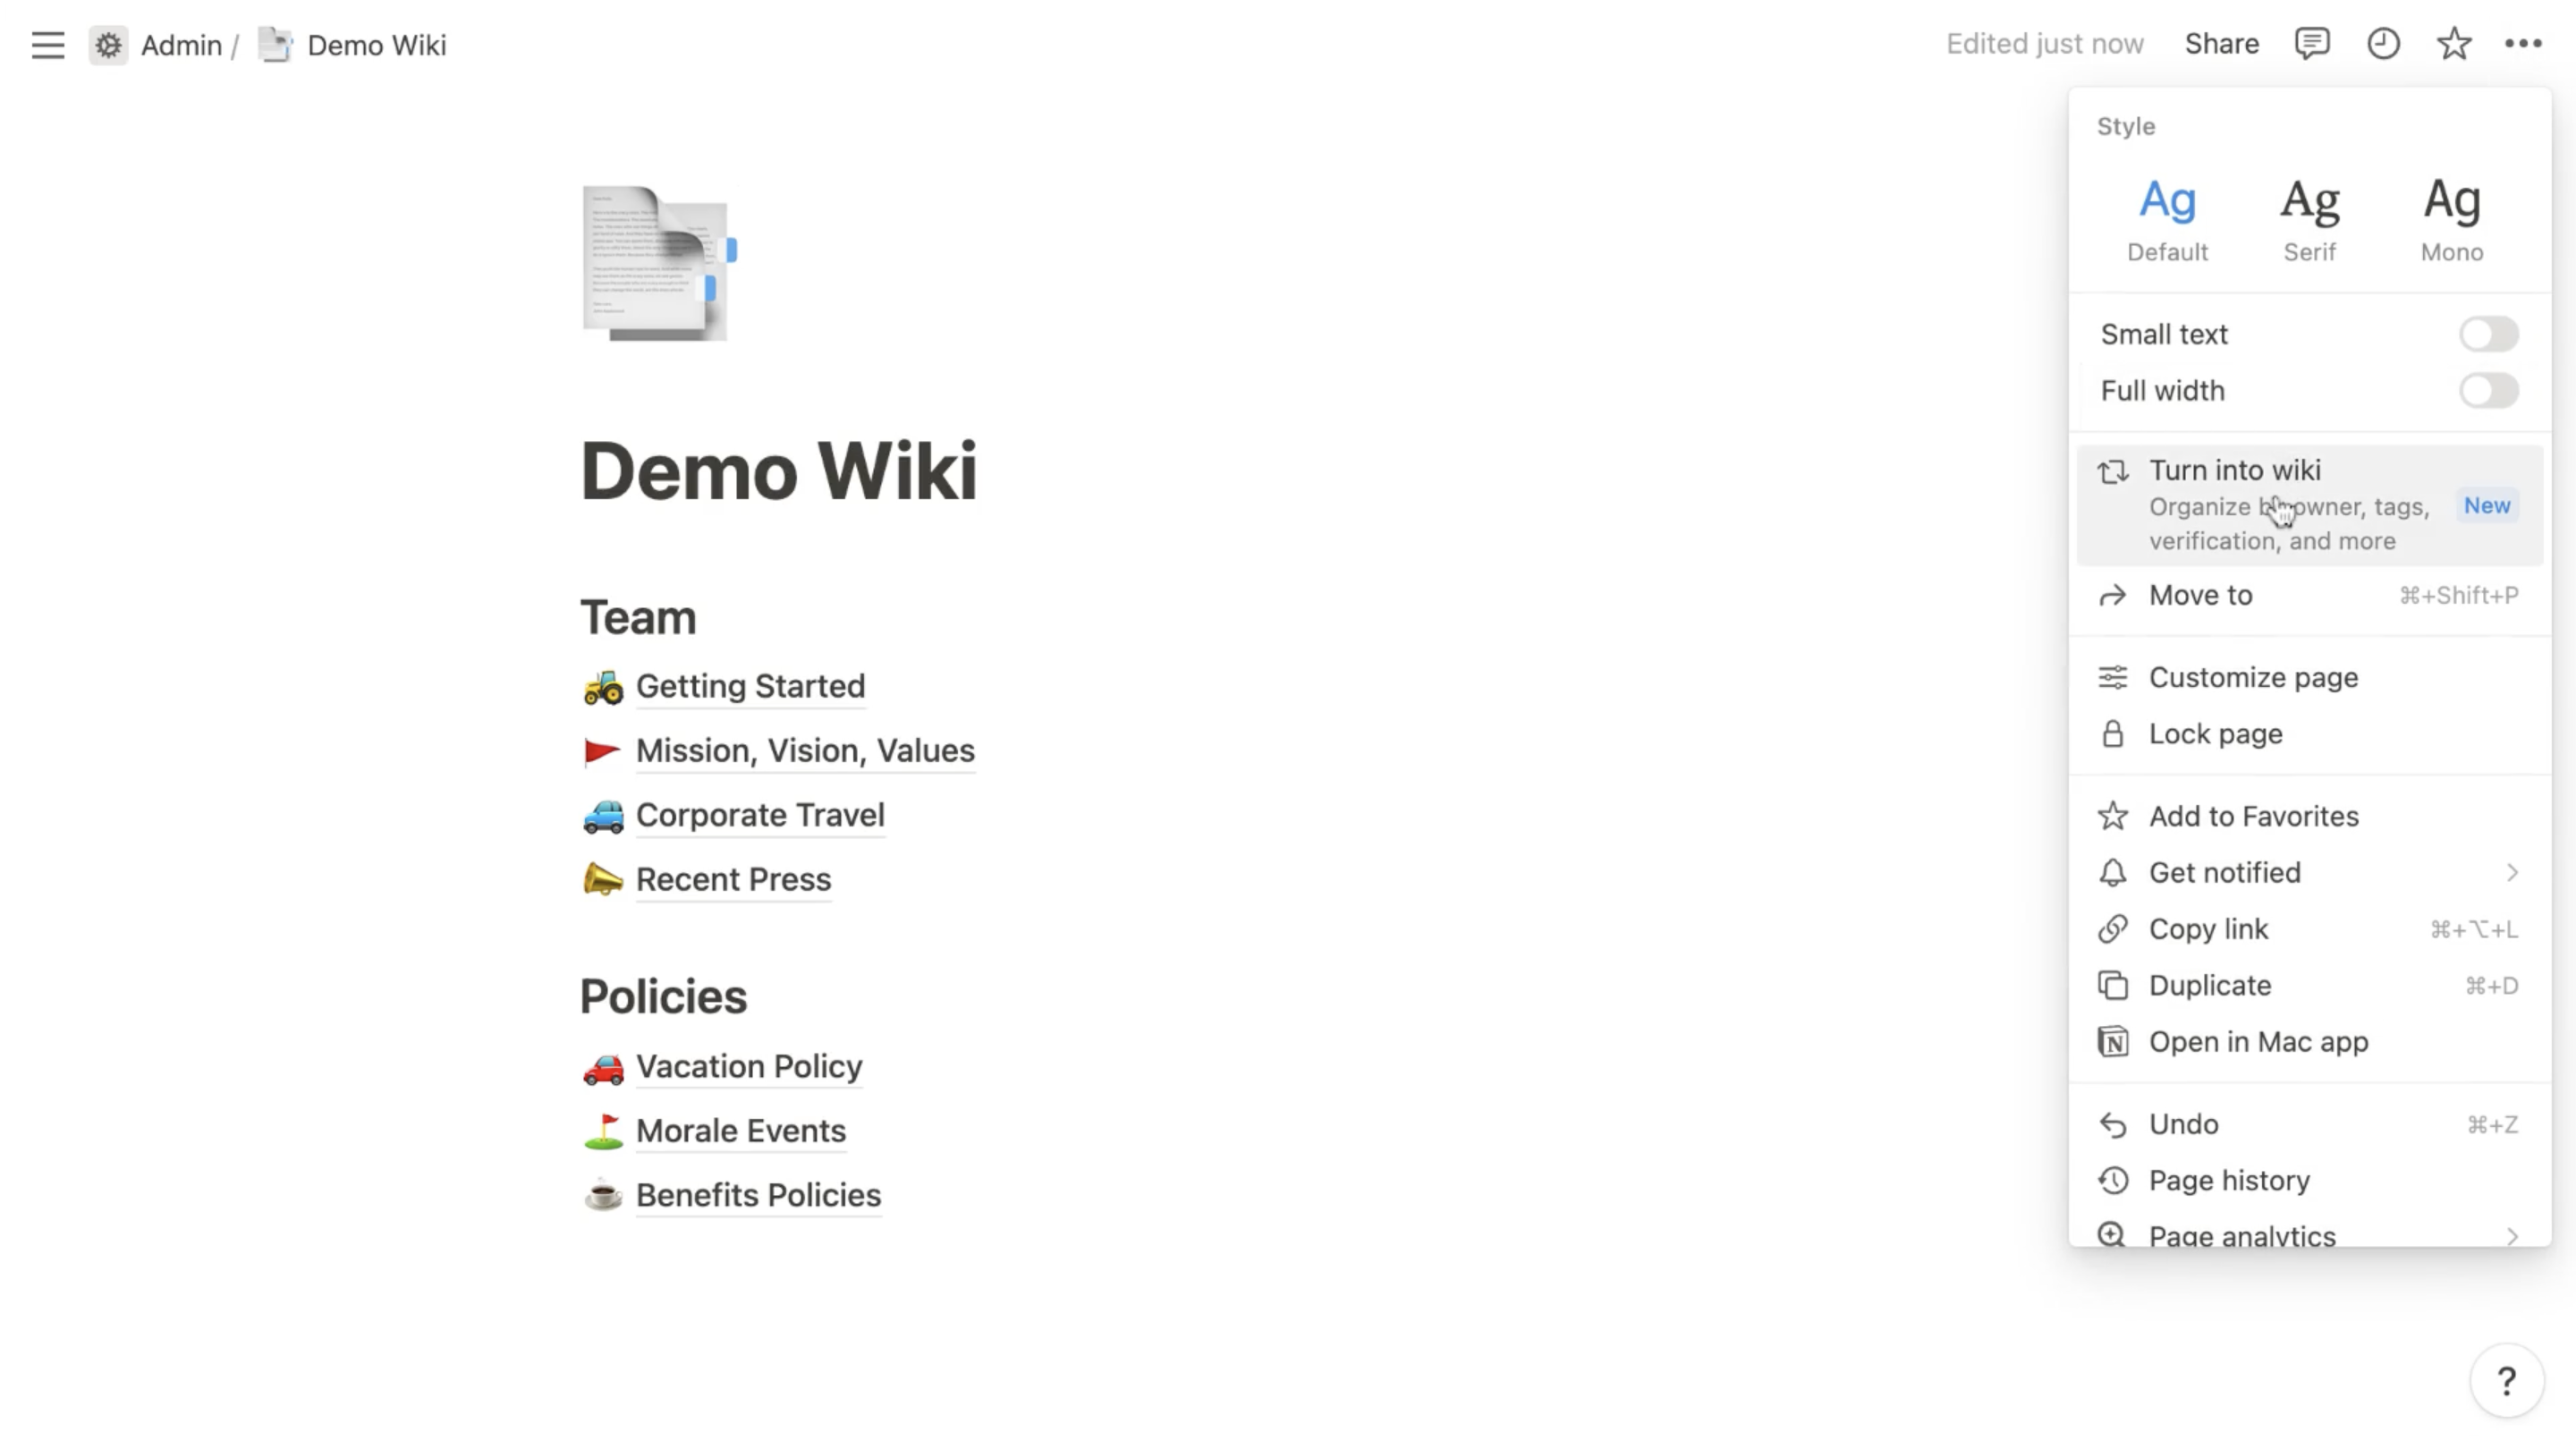 Admin / Demo Wiki
Edited just now Share
Demo Wiki
Team
Getting Started
Mission, Vision, Values
Corporate Travel
Recent Press
Policies
Vacation Policy
Morale Events
Benefits Policies
Style
Ag Ag Ag
Default Serif Mono
Small text
Full width
Turn into wiki
Organize owner, tags, New
verification, and more
Move to ⌘+Shift+P
Customize page
Lock page
Add to Favorites
Get notified
Copy link ⌘+⌥+L
Duplicate ⌘+D
Open in Mac app
Undo ⌘+Z
Page history
Page analytics
?